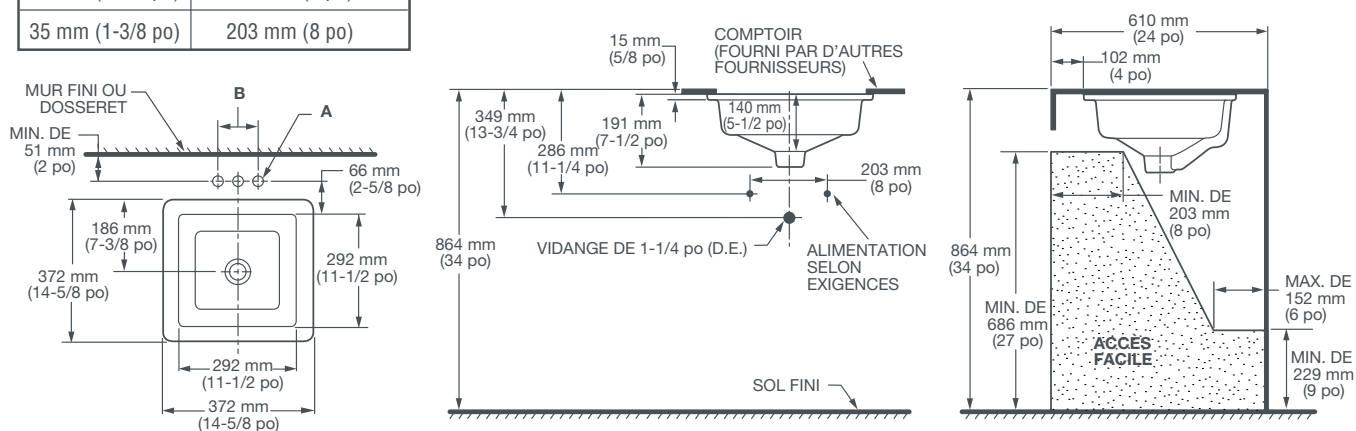 35 mm (1-3/8 po) 203 mm (8 po)
MUR FINI OU
DOSSERET
B
A
MIN. DE
51 mm
(2 po)
66 mm
(2-5/8 po)
186 mm
(7-3/8 po)
372 mm
(14-5/8 po)
292 mm
(11-1/2 po)
292 mm
(11-1/2 po)
372 mm
(14-5/8 po)
15 mm
(5/8 po)
COMPTOIR
(FOURNI PAR D'AUTRES
FOURNISSEURS)
349 mm
(13-3/4 po)
191 mm
(7-1/2 po)
140 mm
(5-1/2 po)
286 mm
(11-1/4 po)
203 mm
(8 po)
864 mm
(34 po)
VIDANGE DE 1-1/4 po (D.E.)
ALIMENTATION
SELON
EXIGENCES
SOL FINI
610 mm
(24 po)
102 mm
(4 po)
MIN. DE
203 mm
(8 po)
864 mm
(34 po)
MIN. DE
686 mm
(27 po)
ACCÈS
FACILE
MAX. DE
152 mm
(6 po)
MIN. DE
229 mm
(9 po)